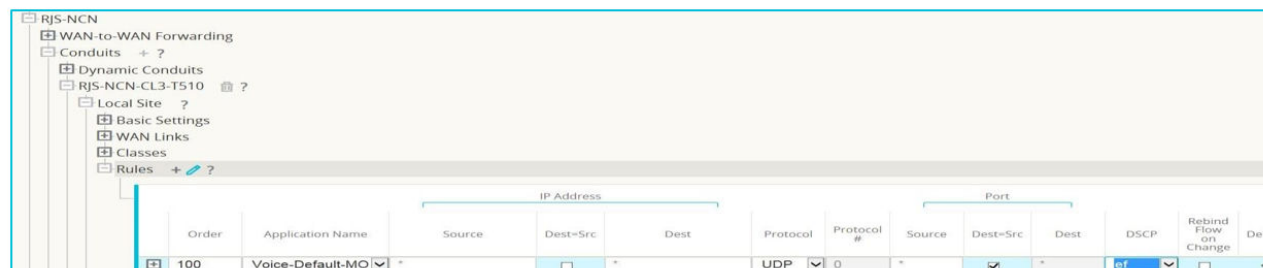 RJS-NCN
WAN-to-WAN Forwarding
Conduits + ?
Dynamic Conduits
RJS-NCN-CL3-T510 ?
Local Site ?
Basic Settings
WAN Links
Classes
Rules + ?
IP Address Port
Order Application Name Source Dest=Src Dest Protocol Protocol # Source Dest=Src Dest DSCP Rebind Flow on Change De
100 Voice-Default-MO * * UDP 0 * * ef